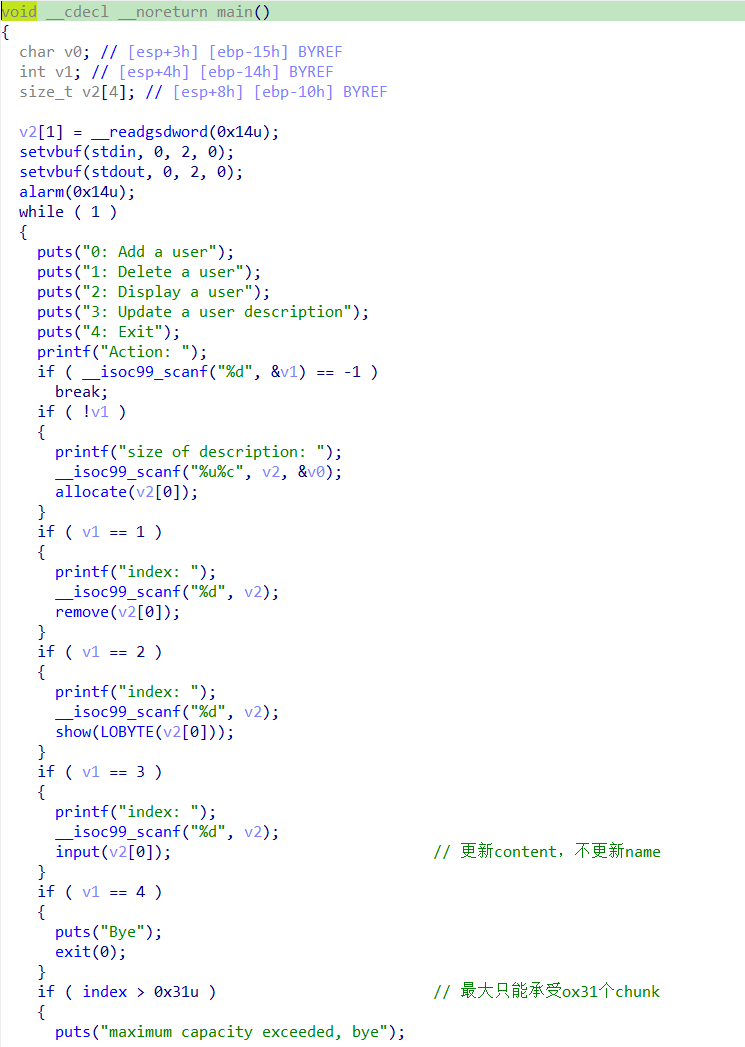 void __cdecl __noreturn main()
{
  char v0; // [esp+3h] [ebp-15h] BYREF
  int v1; // [esp+4h] [ebp-14h] BYREF
  size_t v2[4]; // [esp+8h] [ebp-10h] BYREF

  v2[1] = __readgsdword(0x14u);
  setvbuf(stdin, 0, 2, 0);
  setvbuf(stdout, 0, 2, 0);
  alarm(0x14u);
  while ( 1 )
  {
    puts("0: Add a user");
    puts("1: Delete a user");
    puts("2: Display a user");
    puts("3: Update a user description");
    puts("4: Exit");
    printf("Action: ");
    if ( __isoc99_scanf("%d", &v1) == -1 )
      break;
    if ( !v1 )
    {
      printf("size of description: ");
      __isoc99_scanf("%u%c", v2, &v0);
      allocate(v2[0]);
    }
    if ( v1 == 1 )
    {
      printf("index: ");
      __isoc99_scanf("%d", v2);
      remove(v2[0]);
    }
    if ( v1 == 2 )
    {
      printf("index: ");
      __isoc99_scanf("%d", v2);
      show(LOBYTE(v2[0]));
    }
    if ( v1 == 3 )
    {
      printf("index: ");
      __isoc99_scanf("%d", v2);
      input(v2[0]);                             // 更新content，不更新name
    }
    if ( v1 == 4 )
    {
      puts("Bye");
      exit(0);
    }
    if ( index > 0x31u )                        // 最大只能承受ox31个chunk
    {
      puts("maximum capacity exceeded, bye");